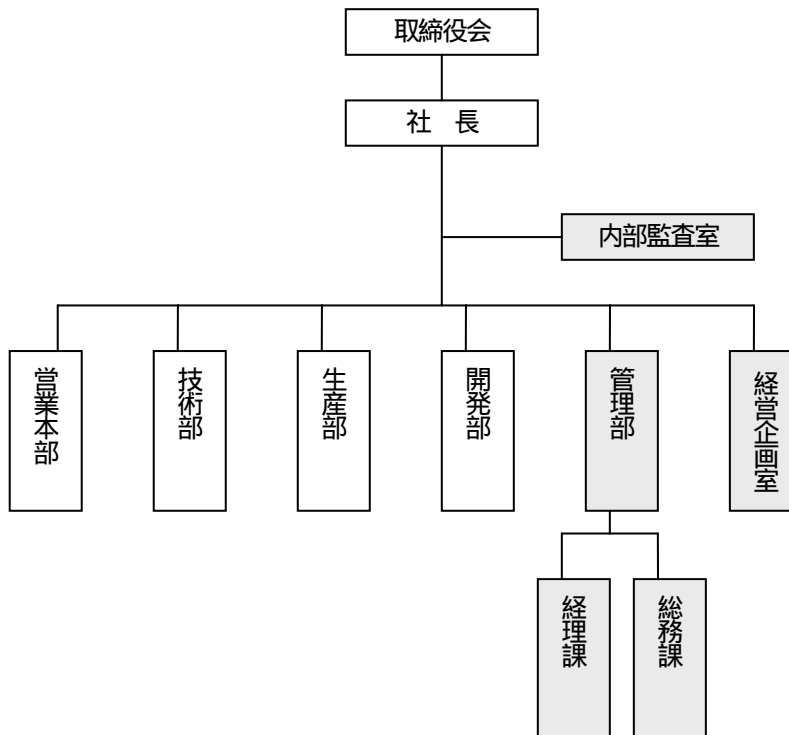 取締役会
社　長
内部監査室
営業本部
技術部
生産部
開発部
管理部
経営企画室
経理課
総務課